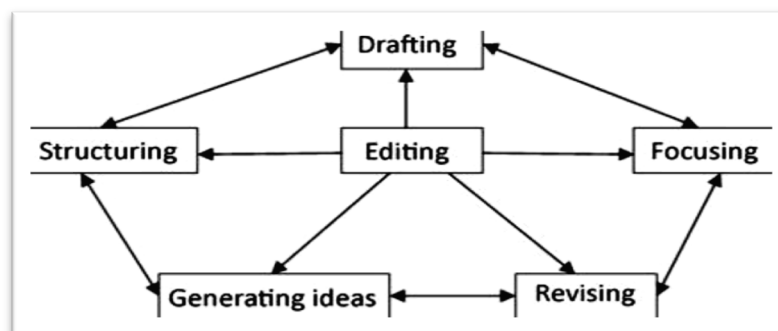 Drafting
Structuring
Editing
Focusing
Generating ideas
Revising